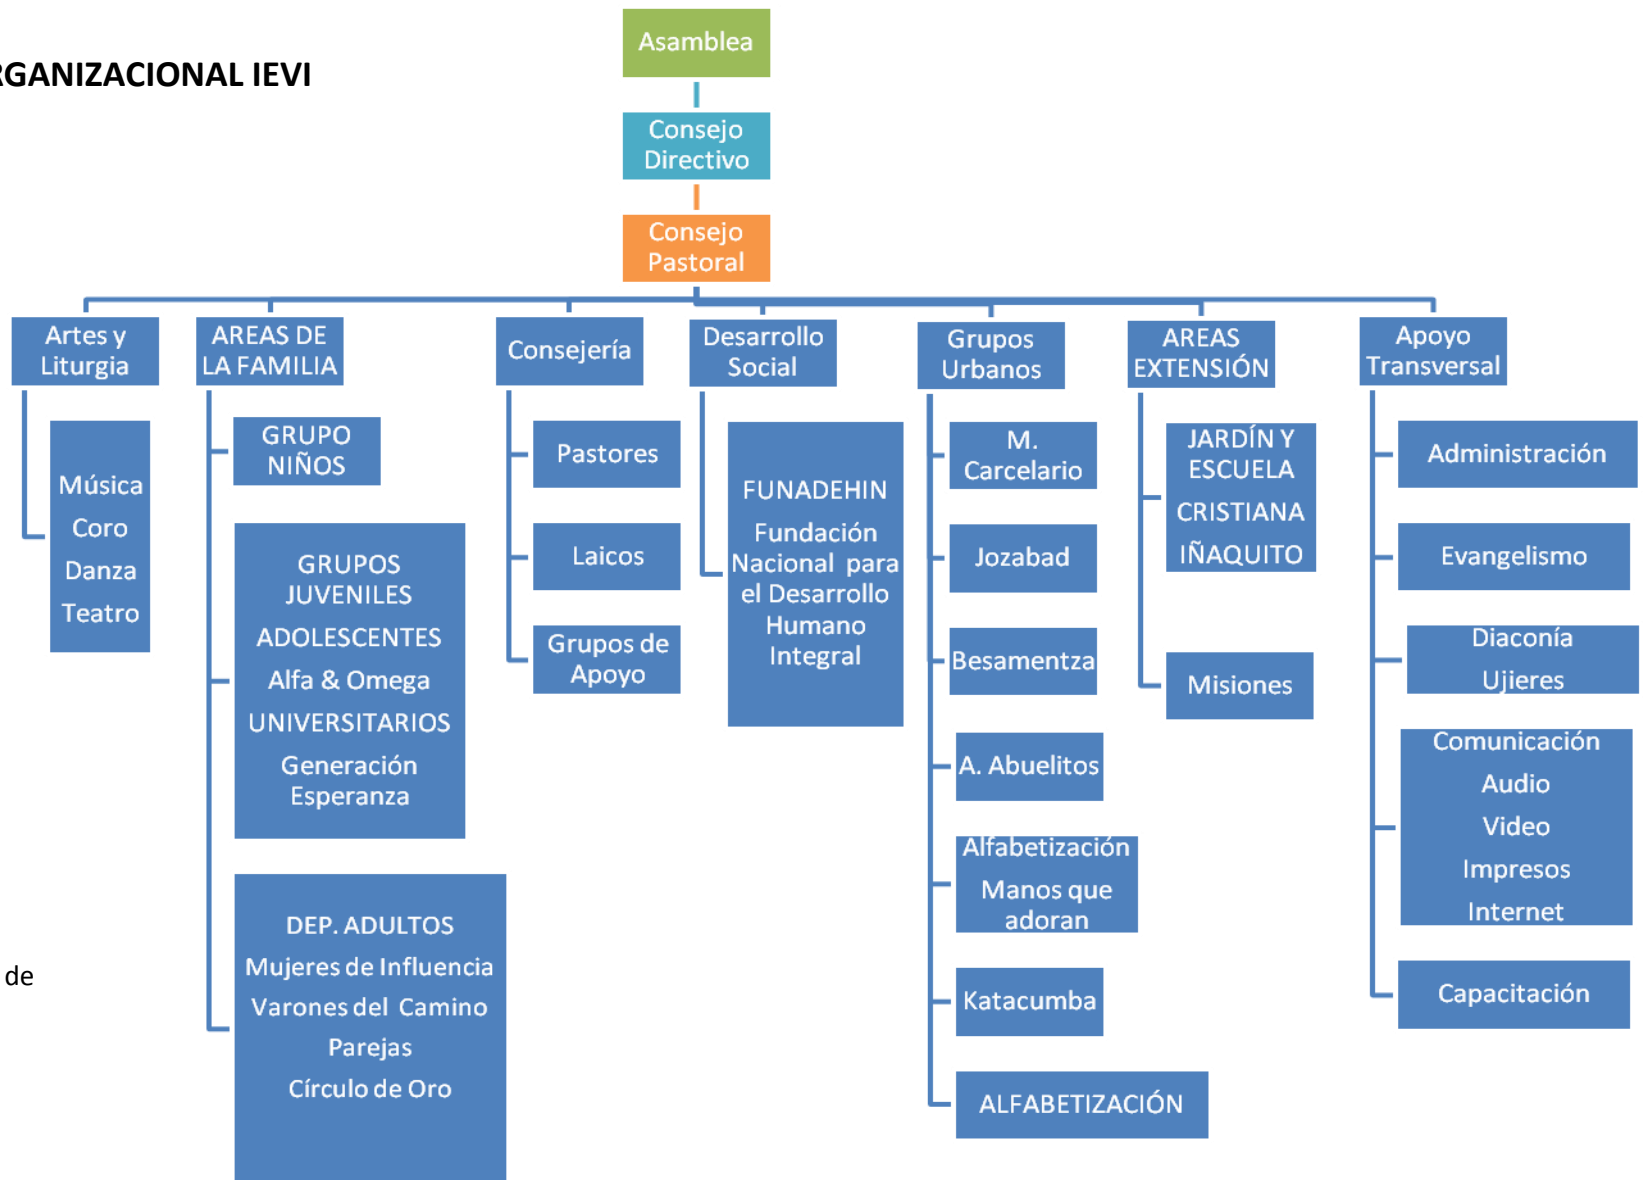 RGANIZACIONAL IEVI
Asamblea
Consejo
Directivo
Consejo
Pastoral
Artes y
Liturgia
Música
Coro
Danza
Teatro
AREAS DE
LA FAMILIA
GRUPO
NIÑOS
GRUPOS
JUVENILES
ADOLESCENTES
Alfa & Omega
UNIVERSITARIOS
Generación
Esperanza
DEP. ADULTOS
Mujeres de Influencia
Varones del Camino
Parejas
Círculo de Oro
Consejería
Pastores
Laicos
Grupos de
Apoyo
Desarrollo
Social
FUNADEHIN
Fundación
Nacional para
el Desarrollo
Humano
Integral
Grupos
Urbanos
M.
Carcelario
Jozabad
Besamentza
A. Abuelitos
Alfabetización
Manos que
adoran
Katacumba
ALFABETIZACIÓN
AREAS
EXTENSIÓN
JARDÍN Y
ESCUELA
CRISTIANA
IÑAQUITO
Misiones
Apoyo
Transversal
Administración
Evangelismo
Diaconía
Ujieres
Comunicación
Audio
Video
Impresos
Internet
Capacitación
de